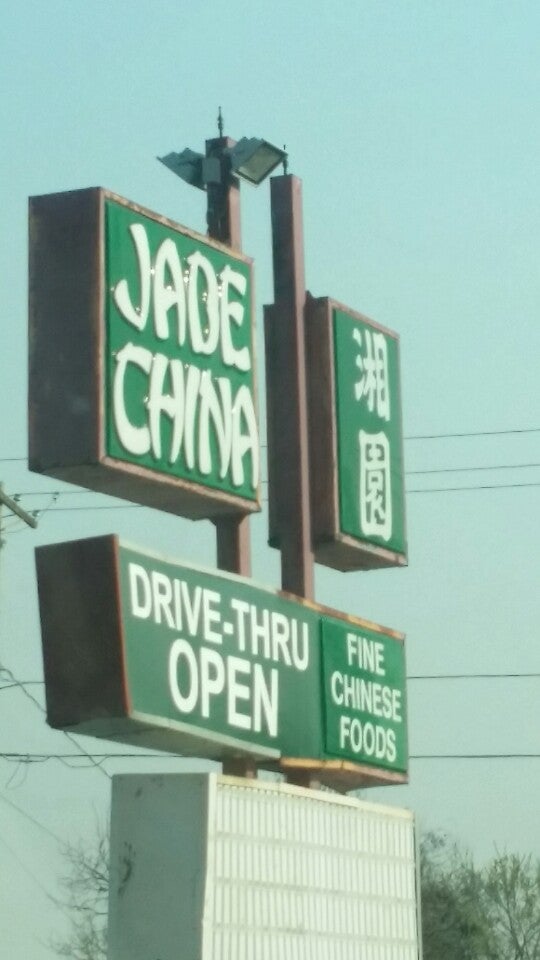 JADE
CHINA
湘園
DRIVE-THRU
OPEN
FINE
CHINESE
FOODS